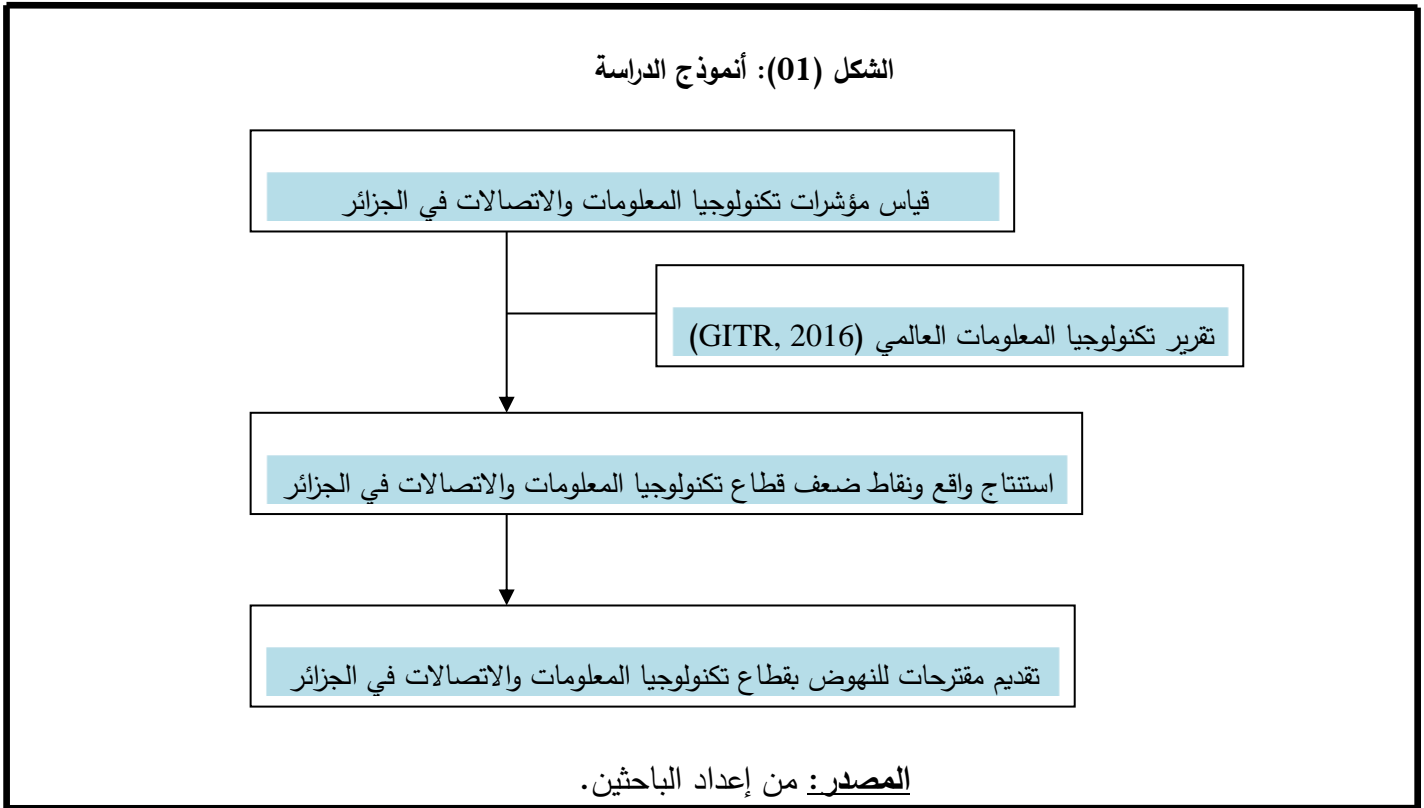 الشكل (01): أنموذج الدراسة
قياس مؤشرات تكنولوجيا المعلومات والاتصالات في الجزائر
تقرير تكنولوجيا المعلومات العالمي (GITR, 2016)
استنتاج واقع ونقاط ضعف قطاع تكنولوجيا المعلومات والاتصالات في الجزائر
تقديم مقترحات للنهوض بقطاع تكنولوجيا المعلومات والاتصالات في الجزائر
المصدر: من إعداد الباحثين.